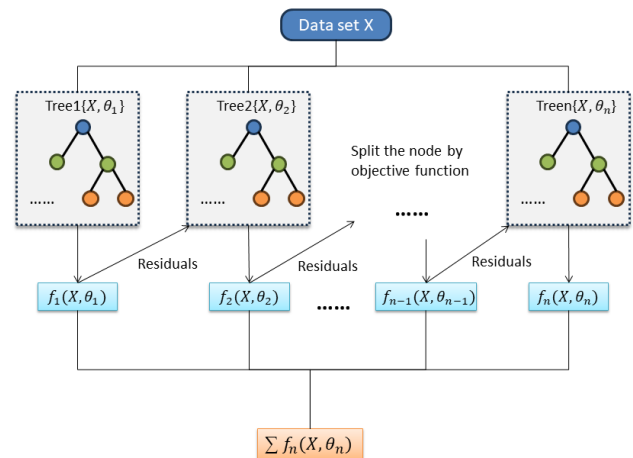 Data set X
Tree1{X, θ₁}
Tree2{X, θ₂}
Treen{X, θₙ}
Split the node by
objective function
......
......
......
......
Residuals
Residuals
Residuals
f₁(X, θ₁)
f₂(X, θ₂)
......
fₙ₋₁(X, θₙ₋₁)
fₙ(X, θₙ)
∑ fₙ(X, θₙ)